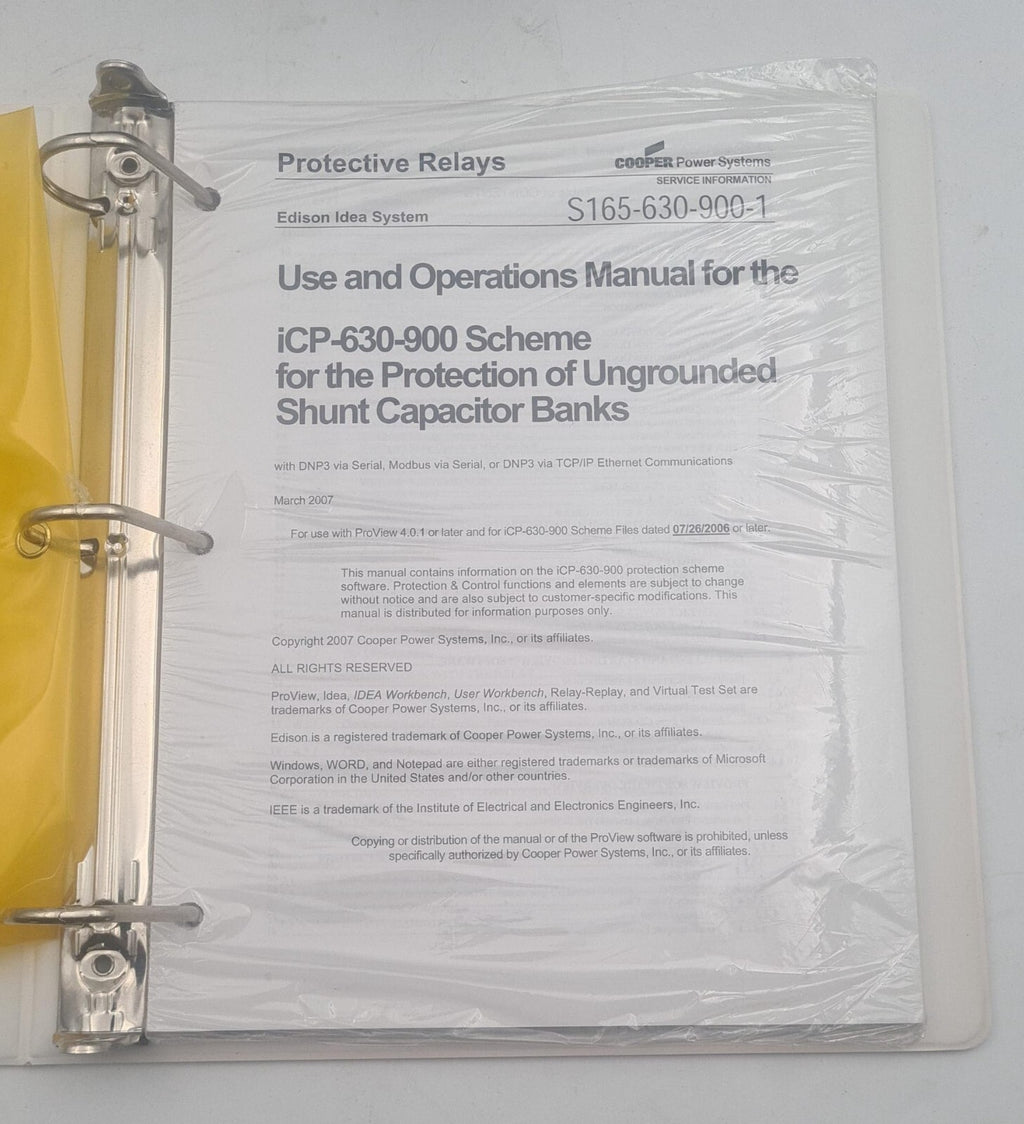 Protective Relays
COOPER Power Systems
SERVICE INFORMATION
Edison Idea System
S165-630-900-1
Use and Operations Manual for the
iCP-630-900 Scheme
for the Protection of Ungrounded
Shunt Capacitor Banks
with DNP3 via Serial, Modbus via Serial, or DNP3 via TCP/IP Ethernet Communications
March 2007
For use with ProView 4.0.1 or later and for iCP-630-900 Scheme Files dated 07/26/2006 or later.
This manual contains information on the iCP-630-900 protection scheme
software. Protection & Control functions and elements are subject to change
without notice and are also subject to customer-specific modifications. This
manual is distributed for information purposes only.
Copyright 2007 Cooper Power Systems, Inc., or its affiliates.
ALL RIGHTS RESERVED
ProView, Idea, IDEA Workbench, User Workbench, Relay-Replay, and Virtual Test Set are
trademarks of Cooper Power Systems, Inc., or its affiliates.
Edison is a registered trademark of Cooper Power Systems, Inc., or its affiliates.
Windows, WORD, and Notepad are either registered trademarks or trademarks of Microsoft
Corporation in the United States and/or other countries.
IEEE is a trademark of the Institute of Electrical and Electronics Engineers, Inc.
Copying or distribution of the manual or of the ProView software is prohibited, unless
specifically authorized by Cooper Power Systems, Inc., or its affiliates.